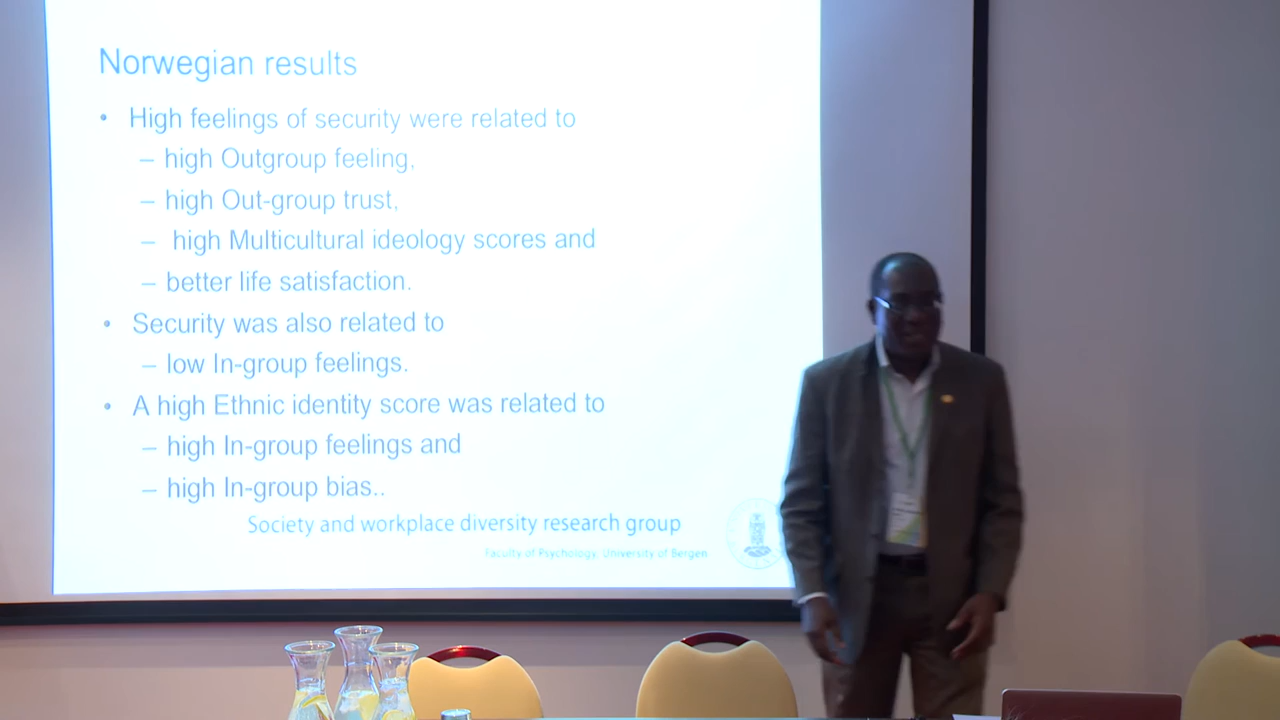 Norwegian results
• High feelings of security were related to
– high Outgroup feeling,
– high Out-group trust,
– high Multicultural ideology scores and
– better life satisfaction.
• Security was also related to
– low In-group feelings.
• A high Ethnic identity score was related to
– high In-group feelings and
– high In-group bias..
Society and workplace diversity research group
Faculty of Psychology, University of Bergen